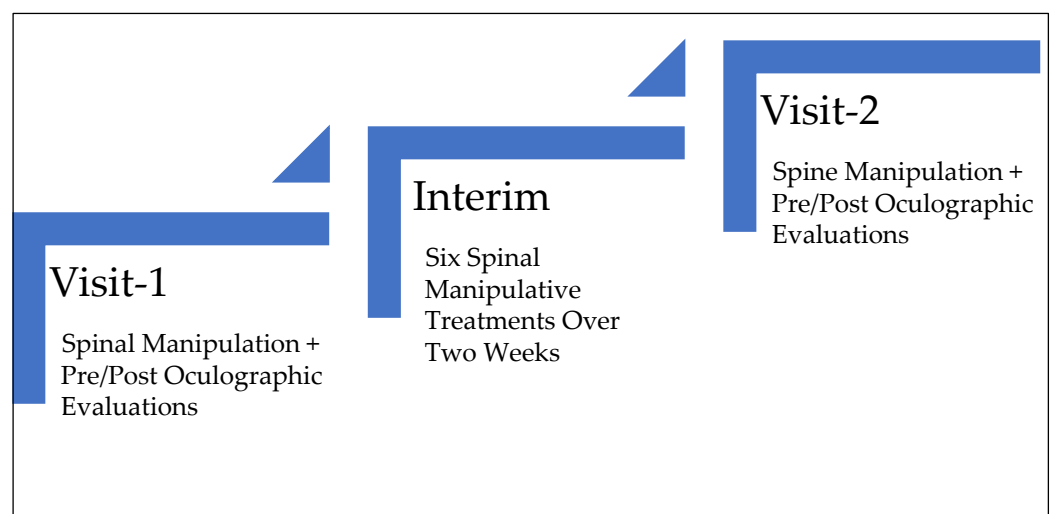 Visit-1
Spinal Manipulation +
Pre/Post Oculographic
Evaluations
Interim
Six Spinal
Manipulative
Treatments Over
Two Weeks
Visit-2
Spine Manipulation +
Pre/Post Oculographic
Evaluations